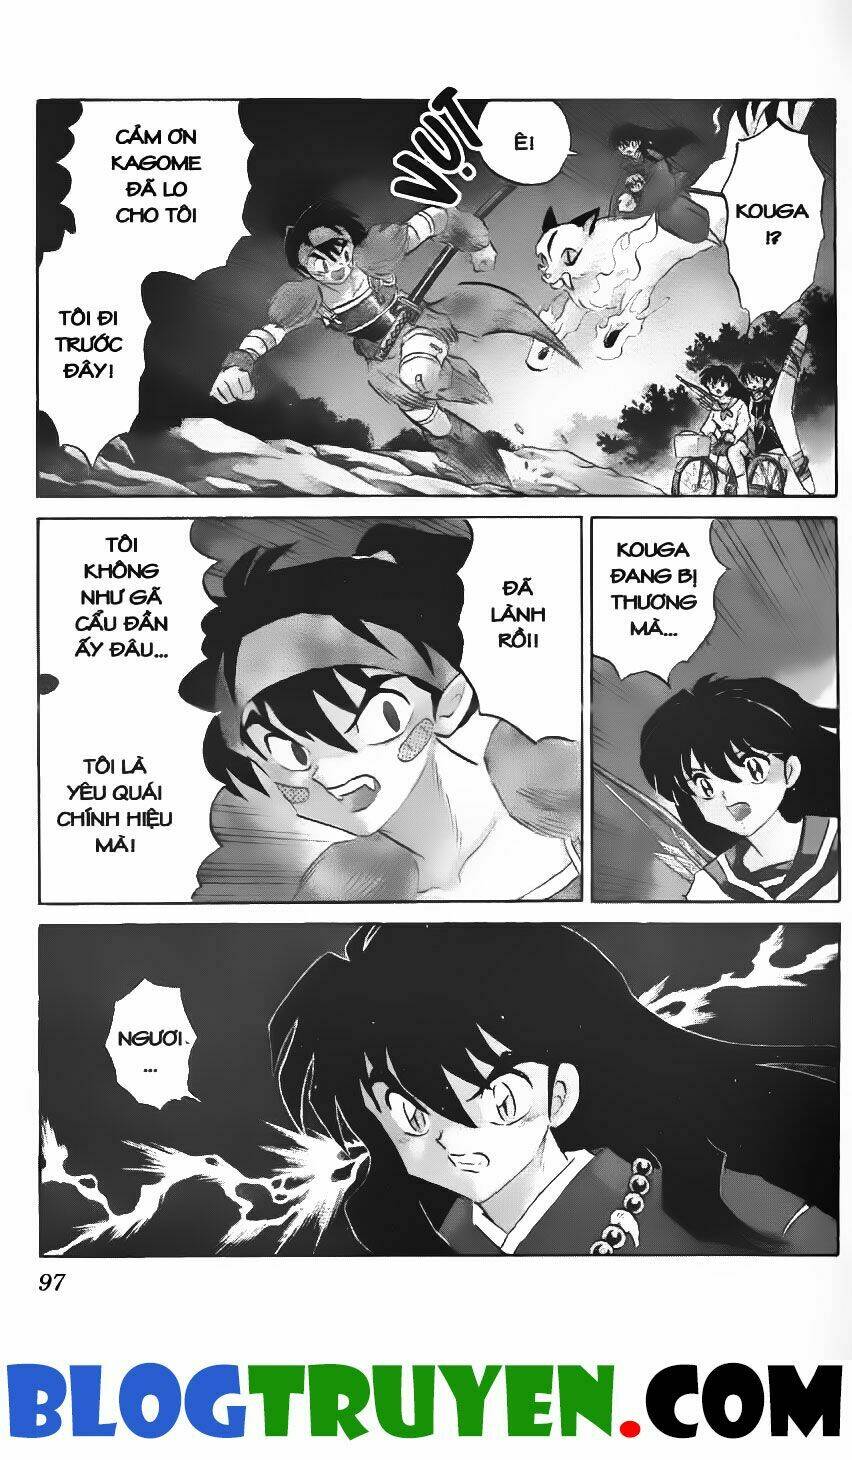 KOUGA
!?
Ê!
VỤT
CẢM ƠN
KAGOME
ĐÃ LO
CHO TÔI
TÔI ĐI
TRƯỚC
ĐÂY!
KOUGA
ĐANG BỊ
THƯƠNG
MÀ...
ĐÃ
LÀNH
RỒI!
TÔI
KHÔNG
NHƯ GÃ
CẨU ĐẦN
ẤY ĐÂU...
TÔI LÀ
YÊU QUÁI
CHÍNH HIỆU
MÀ!
NGƯƠI
...
97
BLOGTRUYEN.COM